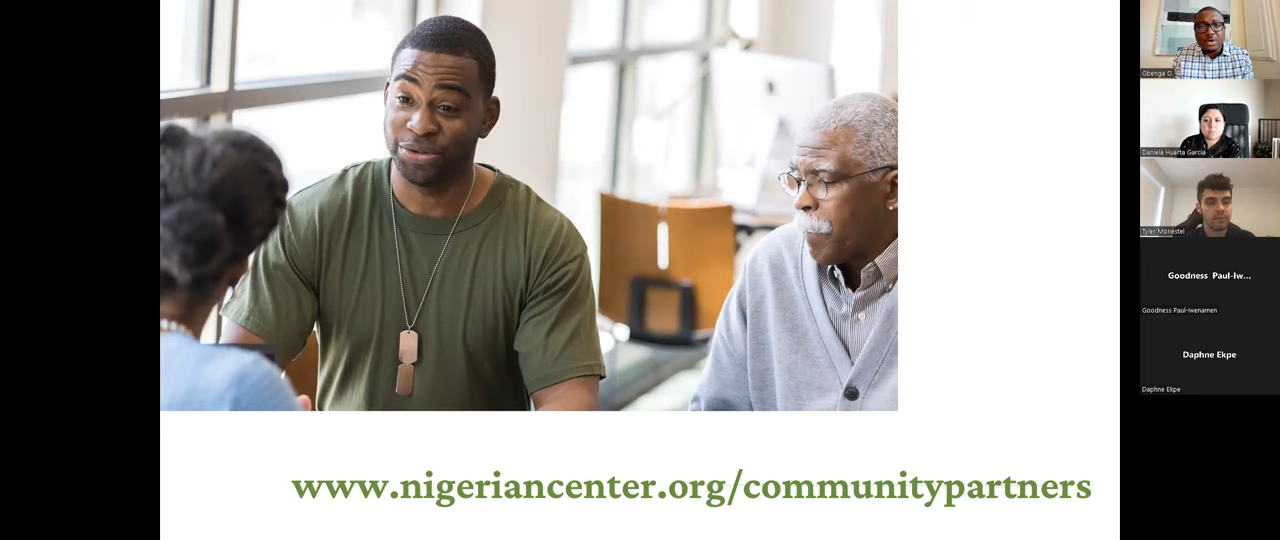 www.nigeriancenter.org/communitypartners
Gbenga O.
Daniela Huerta Garcia
Tyler Monestel
Goodness Paul-Iw...
Goodness Paul-Iwenamen
Daphne Ekpe
Daphne Ekpe